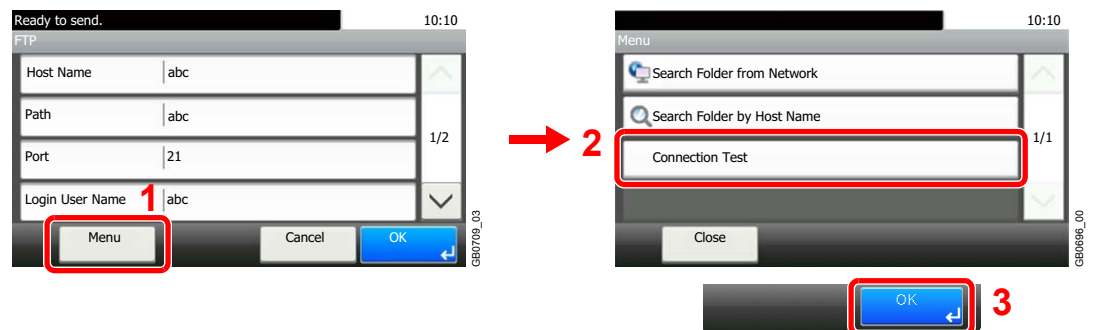 Ready to send.
10:10
FTP
Host Name
abc
Path
abc
1/2
Port
21
Login User Name
1
abc
Menu
Cancel
OK
GB0709_03
10:10
Menu
Search Folder from Network
Search Folder by Host Name
1/1
2
Connection Test
Close
GB0696_00
OK
3